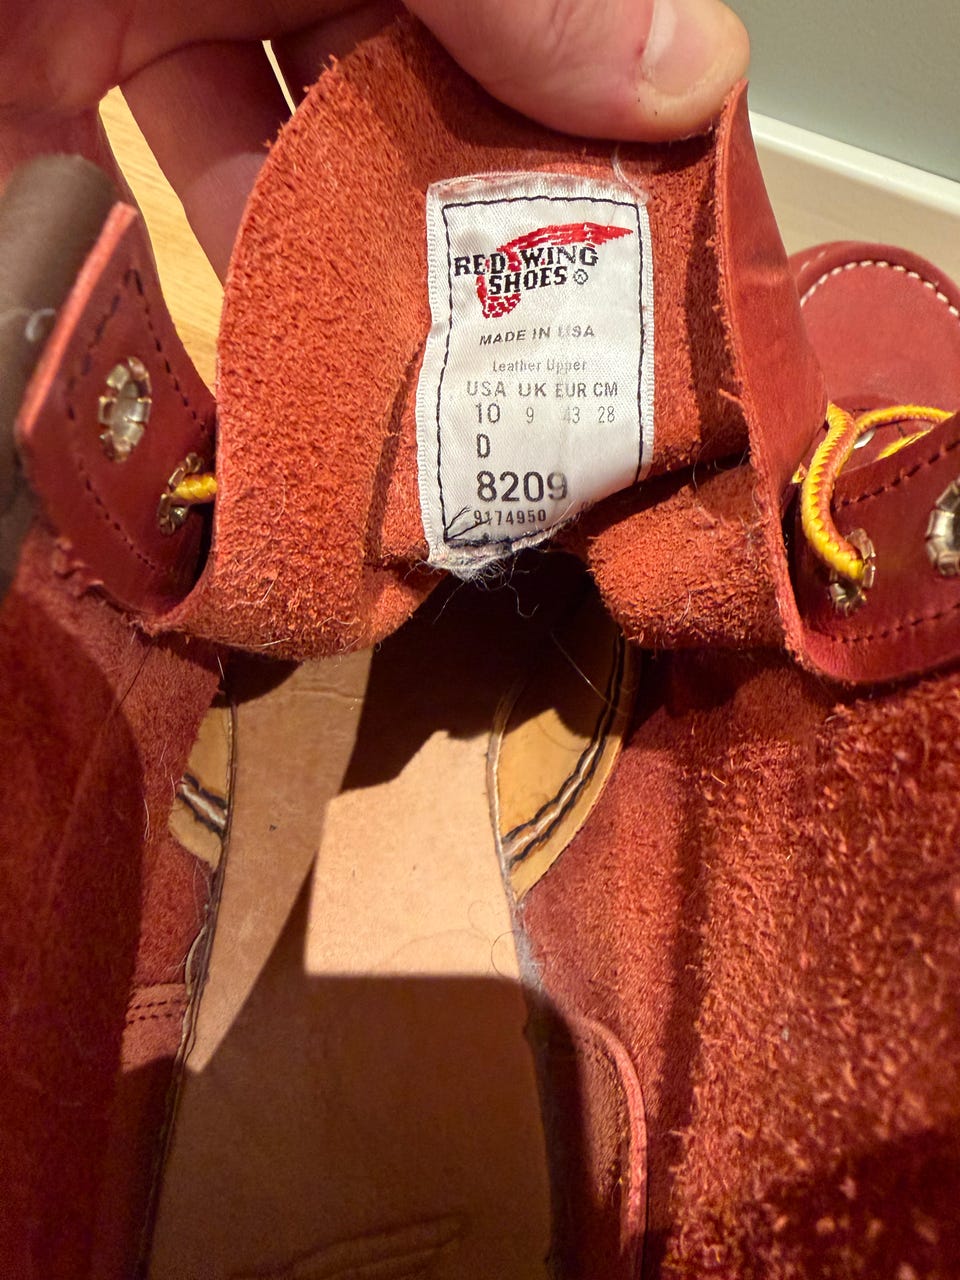 RED WING
SHOES ®
MADE IN USA
Leather Upper
USA UK EUR CM
10 9 43 28
D
8209
9174950